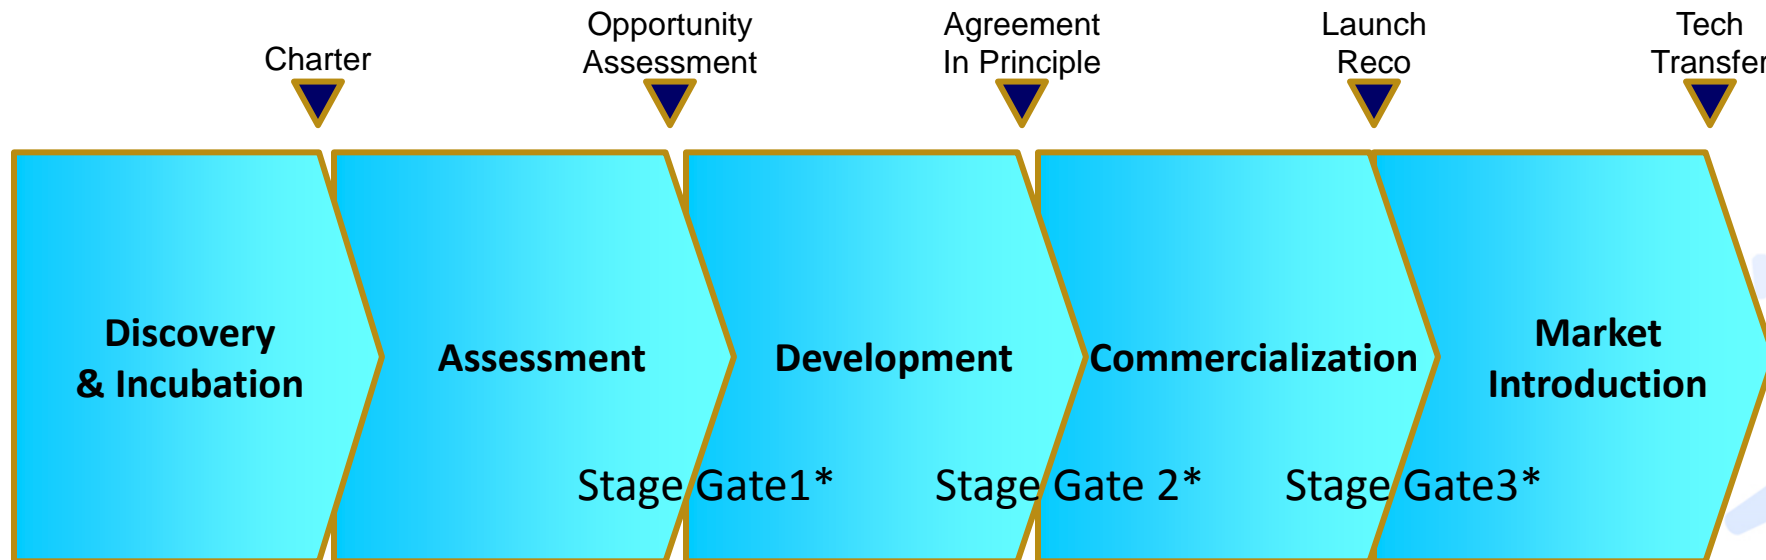 Charter
Opportunity
Assessment
Agreement
In Principle
Launch
Reco
Tech
Transfer
Discovery
& Incubation
Assessment
Development
Commercialization
Market
Introduction
Stage Gate1*
Stage Gate 2*
Stage Gate3*